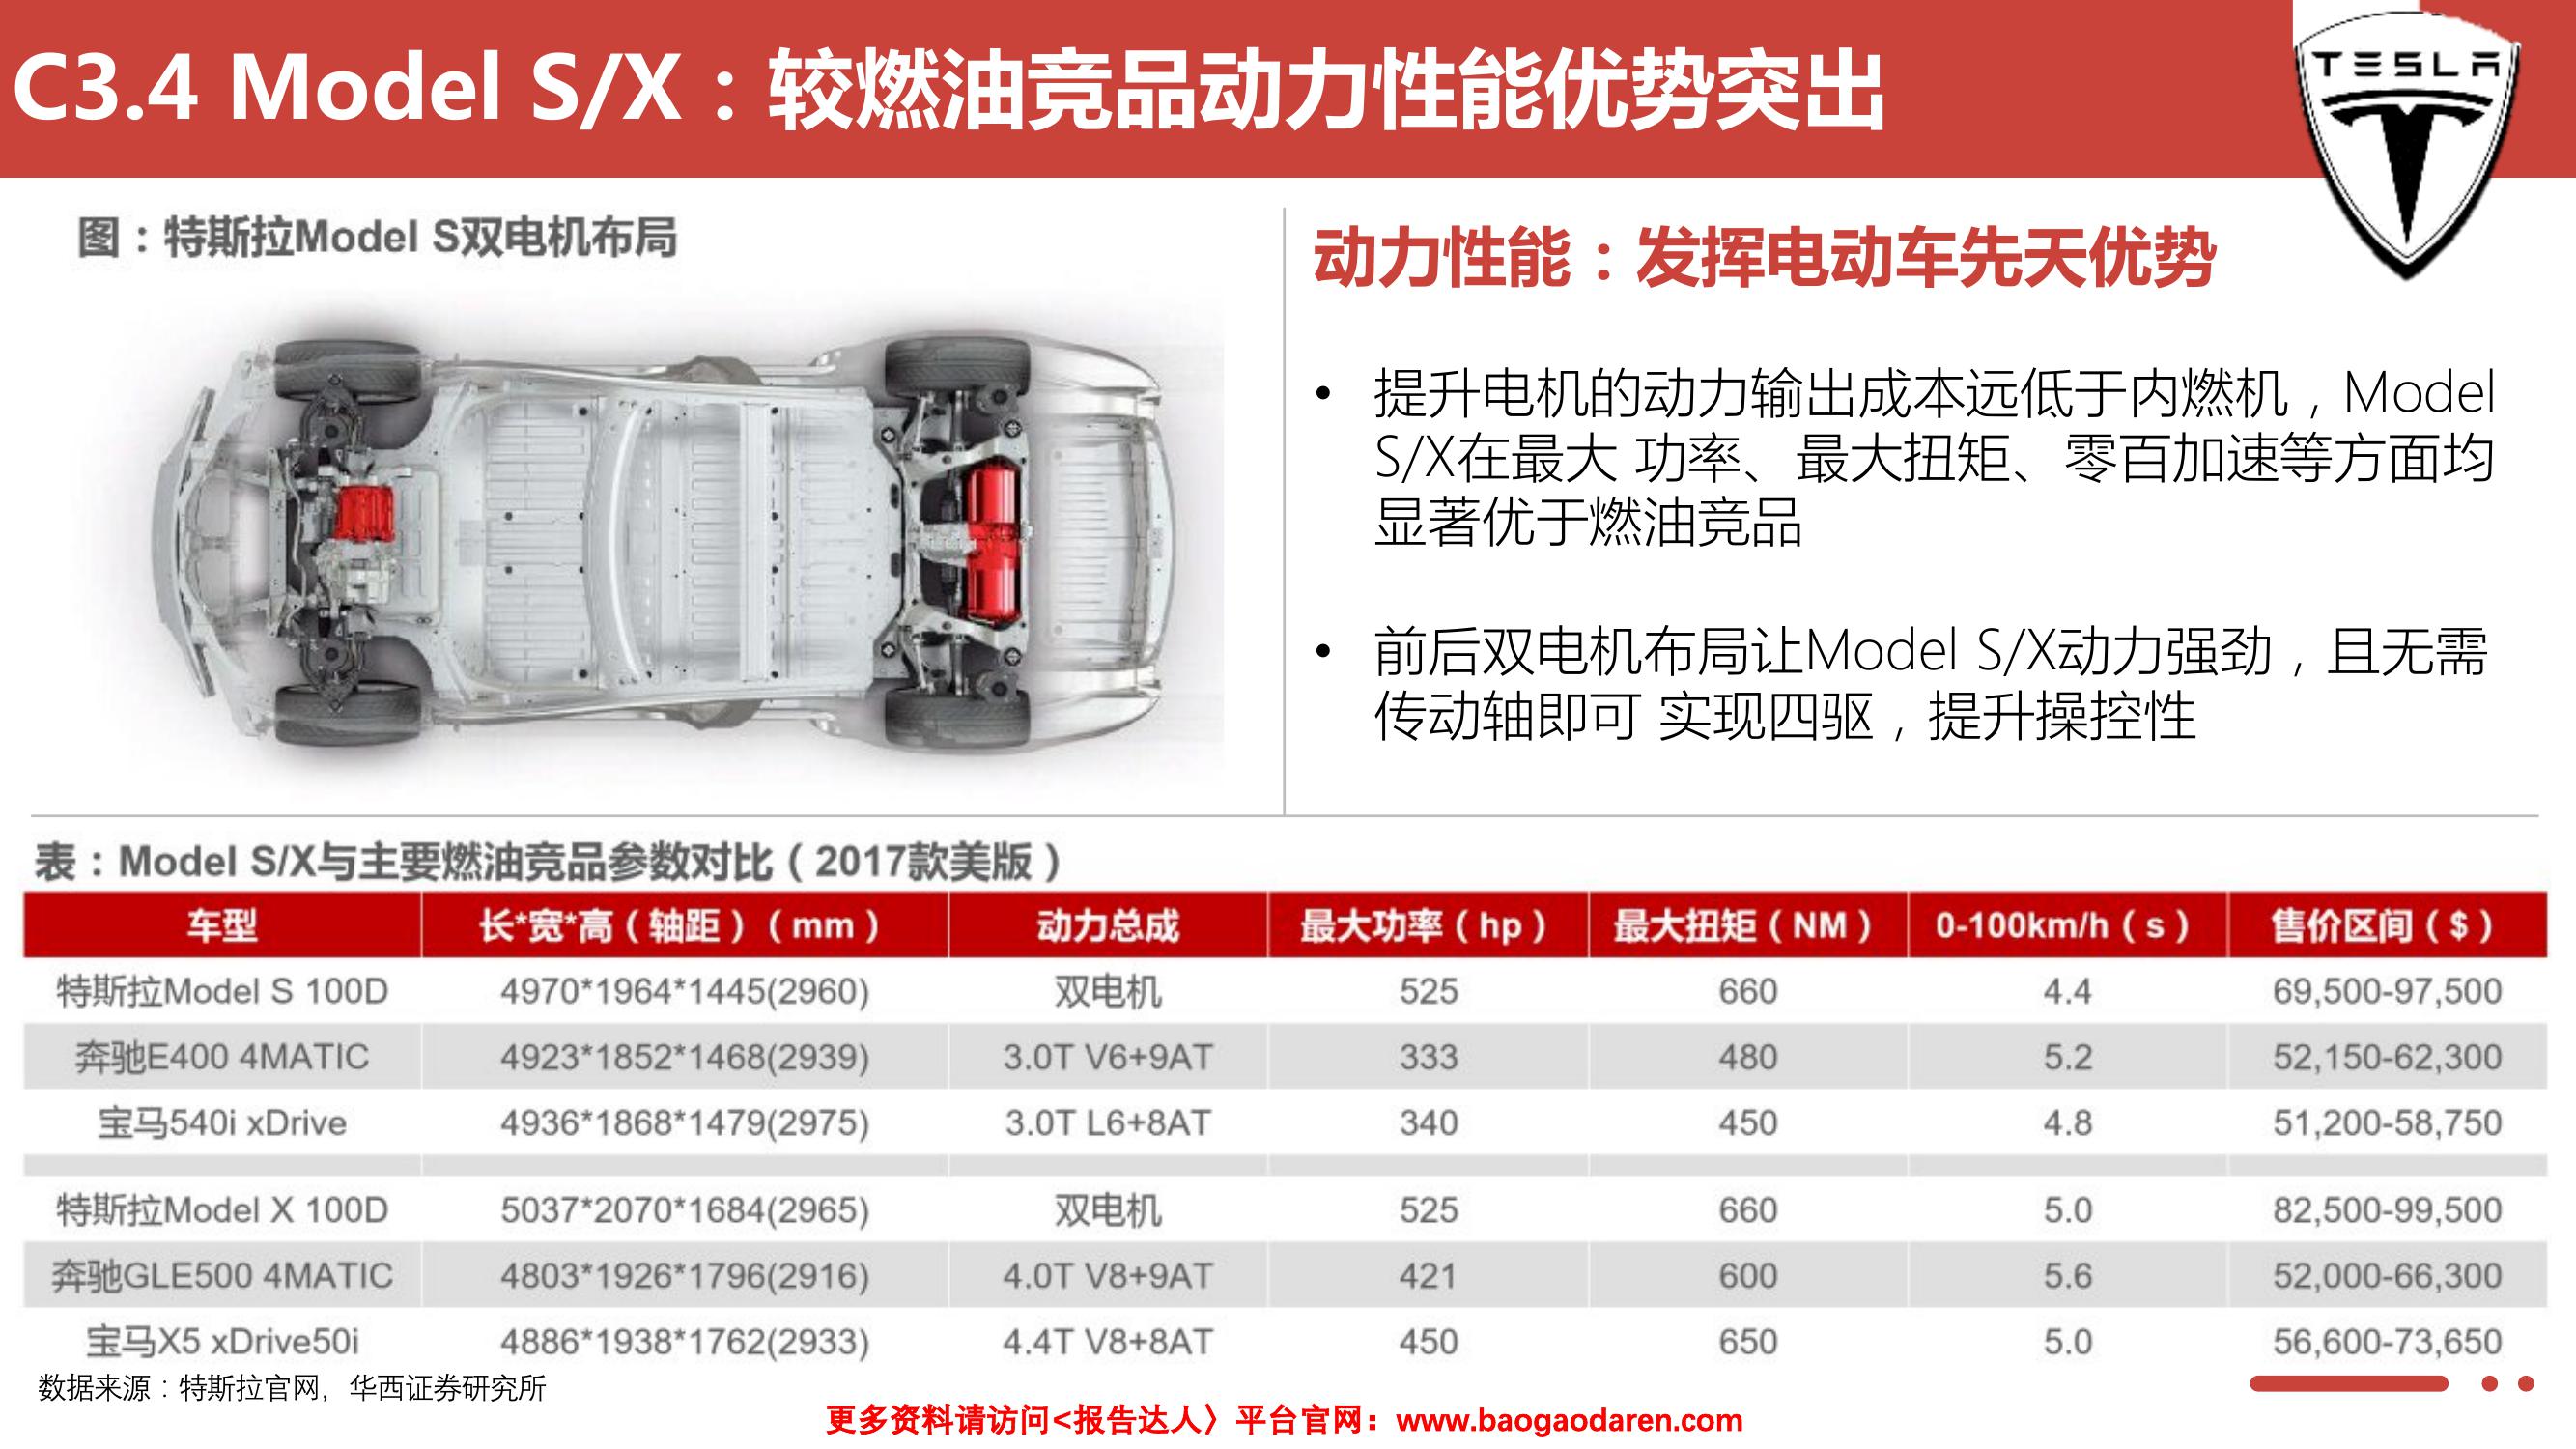 C3.4 Model S/X：较燃油竞品动力性能优势突出
TESLA
图：特斯拉Model S双电机布局
动力性能：发挥电动车先天优势
• 提升电机的动力输出成本远低于内燃机，Model
S/X在最大 功率、最大扭矩、零百加速等方面均
显著优于燃油竞品
• 前后双电机布局让Model S/X动力强劲，且无需
传动轴即可 实现四驱，提升操控性
表：Model S/X与主要燃油竞品参数对比（2017款美版）
车型 长*宽*高（轴距）（mm） 动力总成 最大功率（hp） 最大扭矩（NM） 0-100km/h（s） 售价区间（$）
特斯拉Model S 100D 4970*1964*1445(2960) 双电机 525 660 4.4 69,500-97,500
奔驰E400 4MATIC 4923*1852*1468(2939) 3.0T V6+9AT 333 480 5.2 52,150-62,300
宝马540i xDrive 4936*1868*1479(2975) 3.0T L6+8AT 340 450 4.8 51,200-58,750
特斯拉Model X 100D 5037*2070*1684(2965) 双电机 525 660 5.0 82,500-99,500
奔驰GLE500 4MATIC 4803*1926*1796(2916) 4.0T V8+9AT 421 600 5.6 52,000-66,300
宝马X5 xDrive50i 4886*1938*1762(2933) 4.4T V8+8AT 450 650 5.0 56,600-73,650
数据来源：特斯拉官网，华西证券研究所
更多资料请访问<报告达人〉平台官网：www.baogaodaren.com